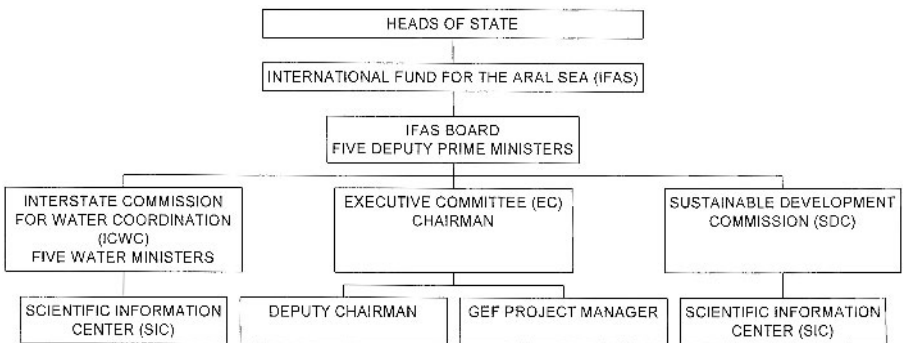 HEADS OF STATE
INTERNATIONAL FUND FOR THE ARAL SEA (IFAS)
IFAS BOARD
FIVE DEPUTY PRIME MINISTERS
INTERSTATE COMMISSION
FOR WATER COORDINATION
(ICWC)
FIVE WATER MINISTERS
EXECUTIVE COMMITTEE (EC)
CHAIRMAN
SUSTAINABLE DEVELOPMENT
COMMISSION (SDC)
SCIENTIFIC INFORMATION
CENTER (SIC)
DEPUTY CHAIRMAN
GEF PROJECT MANAGER
SCIENTIFIC INFORMATION
CENTER (SIC)